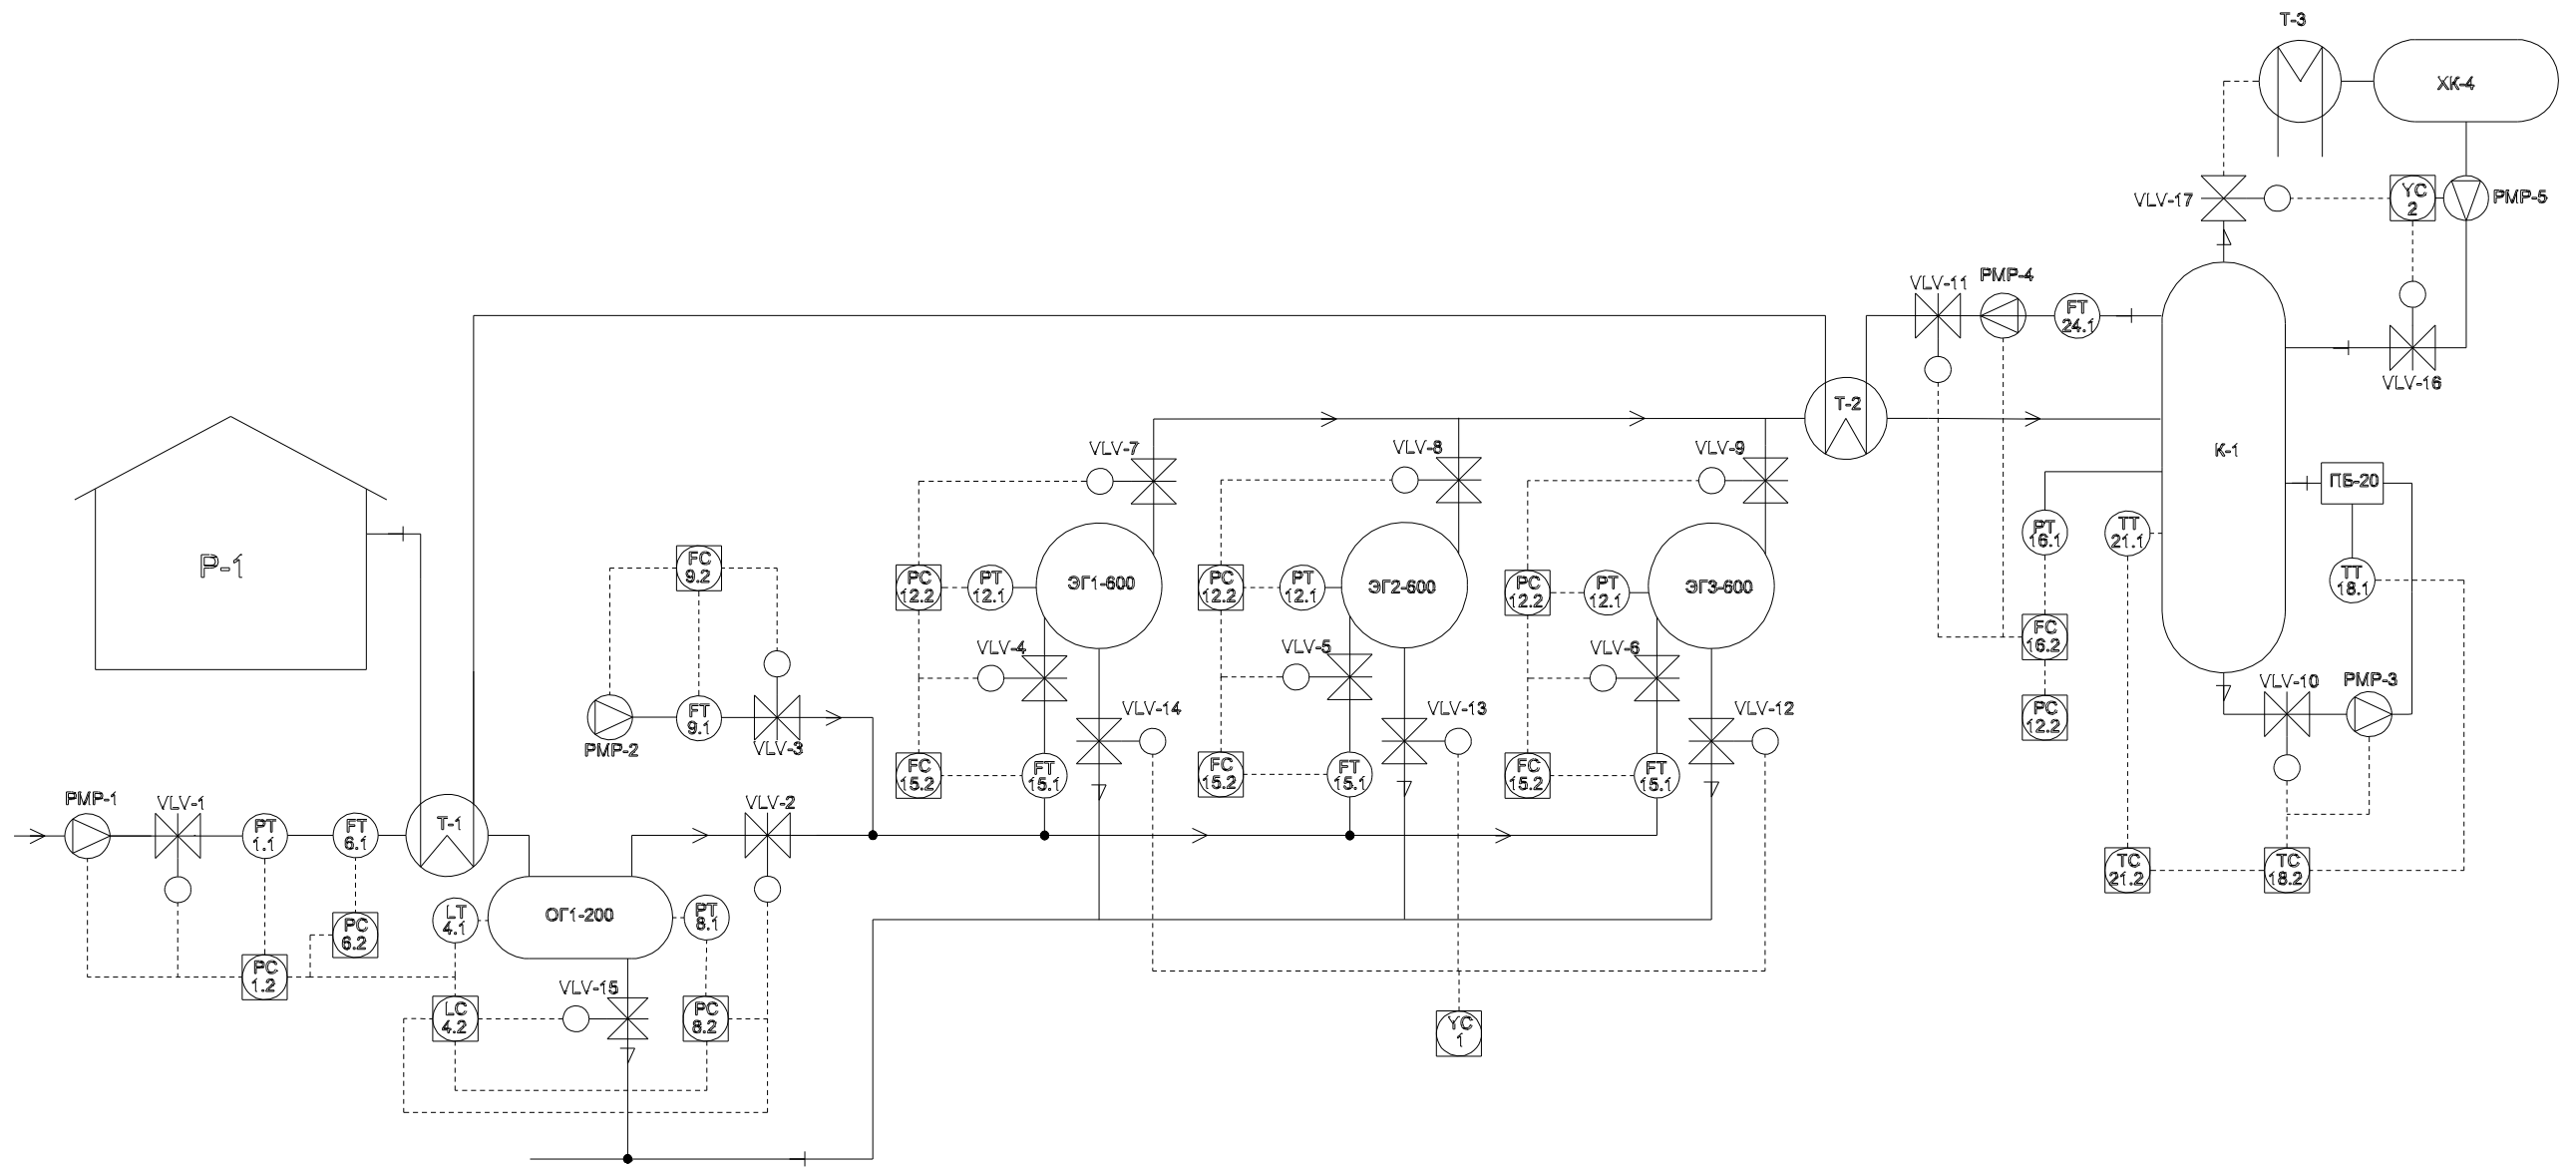 Т-3
ХК-4
VLV-17
YC
2
PMP-5
VLV-11
PMP-4
FT
24.1
VLV-16
Т-2
К-1
VLV-7
VLV-8
VLV-9
ПБ-20
Р-1
FC
9.2
PC
12.2
PT
12.1
ЭГ1-600
PC
12.2
PT
12.1
ЭГ2-600
PC
12.2
PT
12.1
ЭГ3-600
PT
16.1
TT
21.1
TT
18.1
VLV-4
VLV-5
VLV-6
FC
16.2
VLV-10
PMP-3
PMP-2
FT
9.1
VLV-3
VLV-14
VLV-13
VLV-12
PC
12.2
FC
15.2
FT
15.1
FC
15.2
FT
15.1
FC
15.2
FT
15.1
PMP-1
VLV-1
PT
1.1
FT
6.1
Т-1
VLV-2
TC
21.2
TC
18.2
LT
4.1
ОГ1-200
PT
8.1
PC
6.2
PC
1.2
VLV-15
LC
4.2
PC
8.2
YC
1